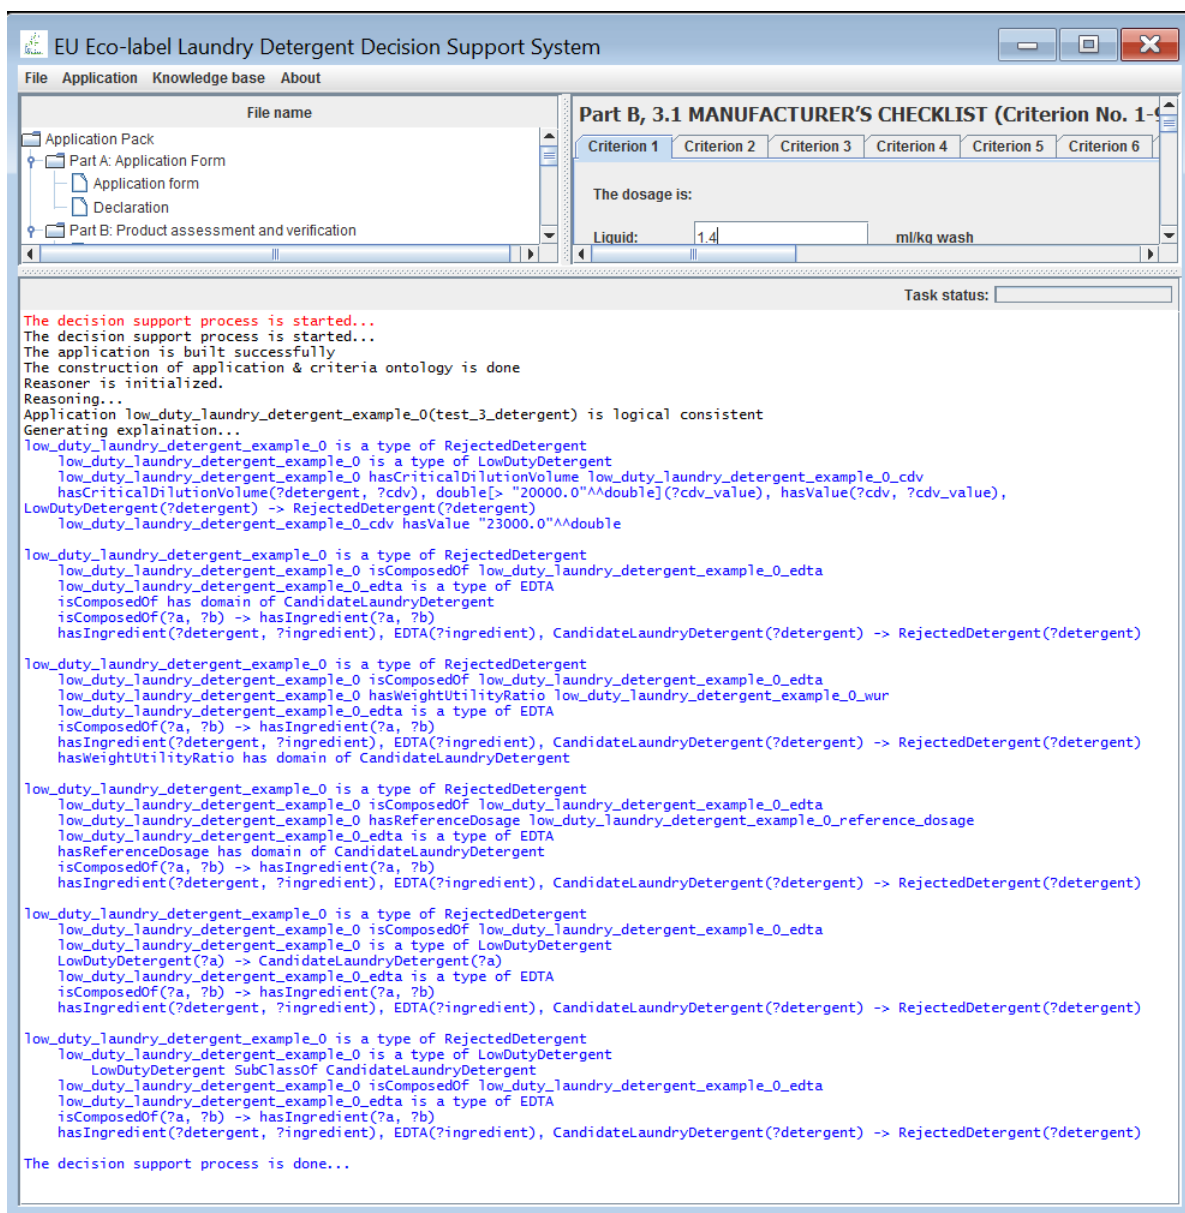 EU Eco-label Laundry Detergent Decision Support System
File Application Knowledge base About
File name
Application Pack
Part A: Application Form
Application form
Declaration
Part B: Product assessment and verification
Part B, 3.1 MANUFACTURER'S CHECKLIST (Criterion No. 1-9
Criterion 1 Criterion 2 Criterion 3 Criterion 4 Criterion 5 Criterion 6
The dosage is:
Liquid: 1.4 ml/kg wash
Task status:
The decision support process is started...
The decision support process is started...
The application is built successfully
The construction of application & criteria ontology is done
Reasoner is initialized.
Reasoning...
Application low_duty_laundry_detergent_example_0(test_3_detergent) is logical consistent
Generating explaination...
low_duty_laundry_detergent_example_0 is a type of RejectedDetergent
low_duty_laundry_detergent_example_0 is a type of LowDutyDetergent
low_duty_laundry_detergent_example_0 hasCriticalDilutionVolume low_duty_laundry_detergent_example_0_cdv
hasCriticalDilutionVolume(?detergent, ?cdv), double[> "20000.0"^^double](?cdv_value), hasValue(?cdv, ?cdv_value),
LowDutyDetergent(?detergent) -> RejectedDetergent(?detergent)
low_duty_laundry_detergent_example_0_cdv hasValue "23000.0"^^double
low_duty_laundry_detergent_example_0 is a type of RejectedDetergent
low_duty_laundry_detergent_example_0 isComposedOf low_duty_laundry_detergent_example_0_edta
low_duty_laundry_detergent_example_0_edta is a type of EDTA
isComposedOf has domain of CandidateLaundryDetergent
isComposedOf(?a, ?b) -> hasIngredient(?a, ?b)
hasIngredient(?detergent, ?ingredient), EDTA(?ingredient), CandidateLaundryDetergent(?detergent) -> RejectedDetergent(?detergent)
low_duty_laundry_detergent_example_0 is a type of RejectedDetergent
low_duty_laundry_detergent_example_0 isComposedOf low_duty_laundry_detergent_example_0_edta
low_duty_laundry_detergent_example_0 hasWeightUtilityRatio low_duty_laundry_detergent_example_0_wur
low_duty_laundry_detergent_example_0_edta is a type of EDTA
isComposedOf(?a, ?b) -> hasIngredient(?a, ?b)
hasIngredient(?detergent, ?ingredient), EDTA(?ingredient), CandidateLaundryDetergent(?detergent) -> RejectedDetergent(?detergent)
hasWeightUtilityRatio has domain of CandidateLaundryDetergent
low_duty_laundry_detergent_example_0 is a type of RejectedDetergent
low_duty_laundry_detergent_example_0 isComposedOf low_duty_laundry_detergent_example_0_edta
low_duty_laundry_detergent_example_0 hasReferenceDosage low_duty_laundry_detergent_example_0_reference_dosage
low_duty_laundry_detergent_example_0_edta is a type of EDTA
hasReferenceDosage has domain of CandidateLaundryDetergent
isComposedOf(?a, ?b) -> hasIngredient(?a, ?b)
hasIngredient(?detergent, ?ingredient), EDTA(?ingredient), CandidateLaundryDetergent(?detergent) -> RejectedDetergent(?detergent)
low_duty_laundry_detergent_example_0 is a type of RejectedDetergent
low_duty_laundry_detergent_example_0 isComposedOf low_duty_laundry_detergent_example_0_edta
low_duty_laundry_detergent_example_0 is a type of LowDutyDetergent
LowDutyDetergent(?a) -> CandidateLaundryDetergent(?a)
low_duty_laundry_detergent_example_0_edta is a type of EDTA
isComposedOf(?a, ?b) -> hasIngredient(?a, ?b)
hasIngredient(?detergent, ?ingredient), EDTA(?ingredient), CandidateLaundryDetergent(?detergent) -> RejectedDetergent(?detergent)
low_duty_laundry_detergent_example_0 is a type of RejectedDetergent
low_duty_laundry_detergent_example_0 is a type of LowDutyDetergent
LowDutyDetergent SubClassOf CandidateLaundryDetergent
low_duty_laundry_detergent_example_0 isComposedOf low_duty_laundry_detergent_example_0_edta
low_duty_laundry_detergent_example_0_edta is a type of EDTA
isComposedOf(?a, ?b) -> hasIngredient(?a, ?b)
hasIngredient(?detergent, ?ingredient), EDTA(?ingredient), CandidateLaundryDetergent(?detergent) -> RejectedDetergent(?detergent)
The decision support process is done...